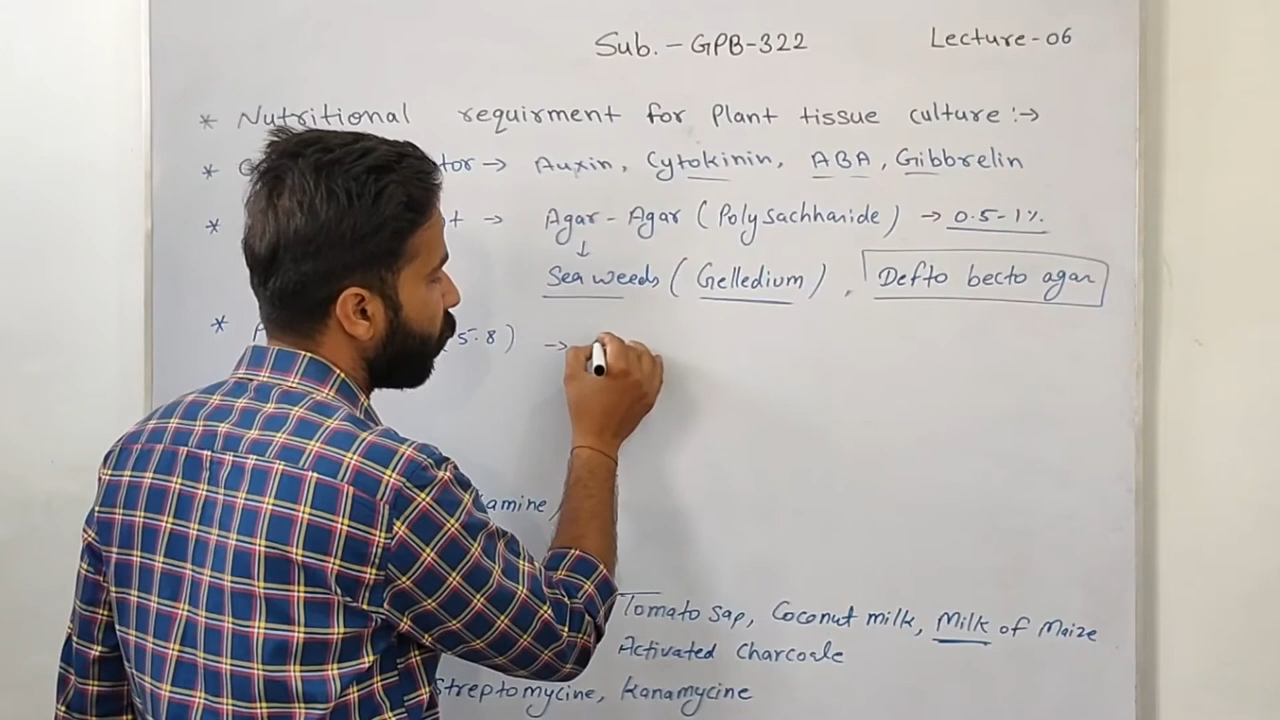 Sub. - GPB-322 Lecture-06
* Nutritional requirment for Plant tissue culture :→
* G tor → Auxin, Cytokinin, ABA, Gibbrelin
* t → Agar - Agar (Polysachharide) → 0.5-1%
↓
Sea weeds (Gelledium), Defto becto agar
* 5.8) →
amine
Tomato sap, Coconut milk, Milk of Maize
Activated Charcoale
Streptomycine, Kanamycine